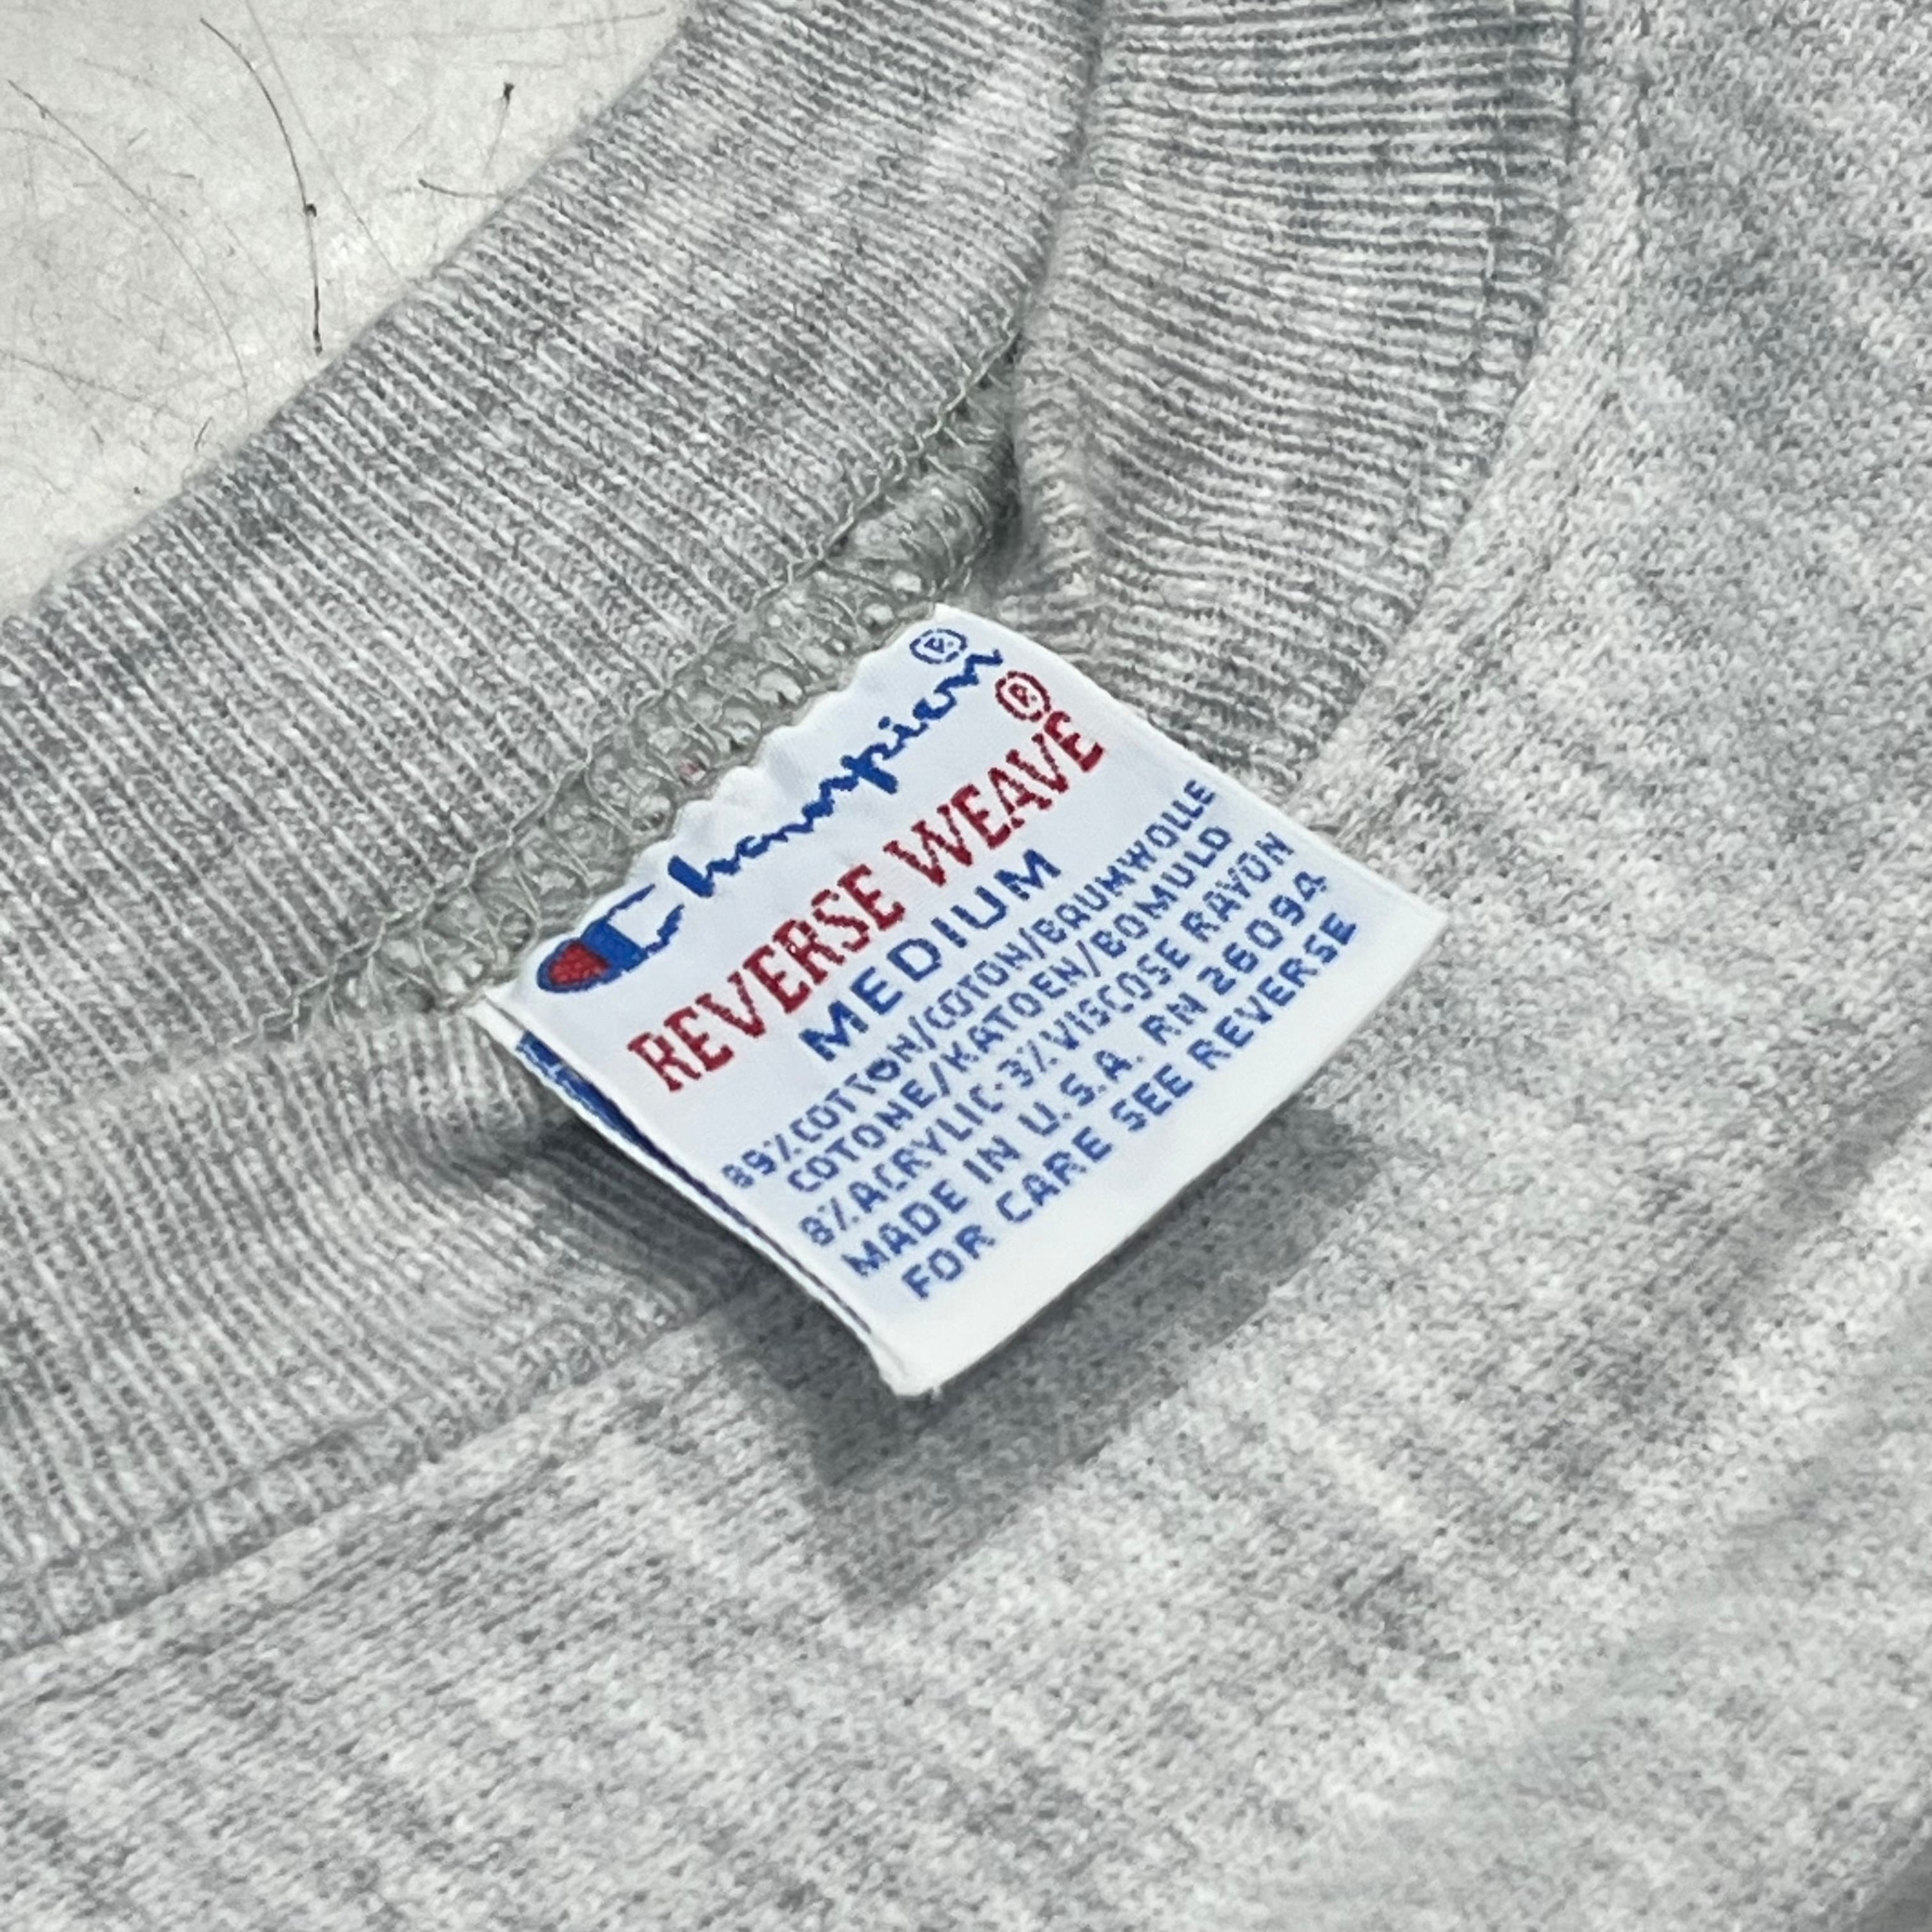 Champion®
REVERSE WEAVE®
MEDIUM
89%COTTON/COTON/BAUMWOLLE
COTONE/KATOEN/BOMULD
8%ACRYLIC-3%VISCOSE RAYON
MADE IN U.S.A. RN 26094
FOR CARE SEE REVERSE